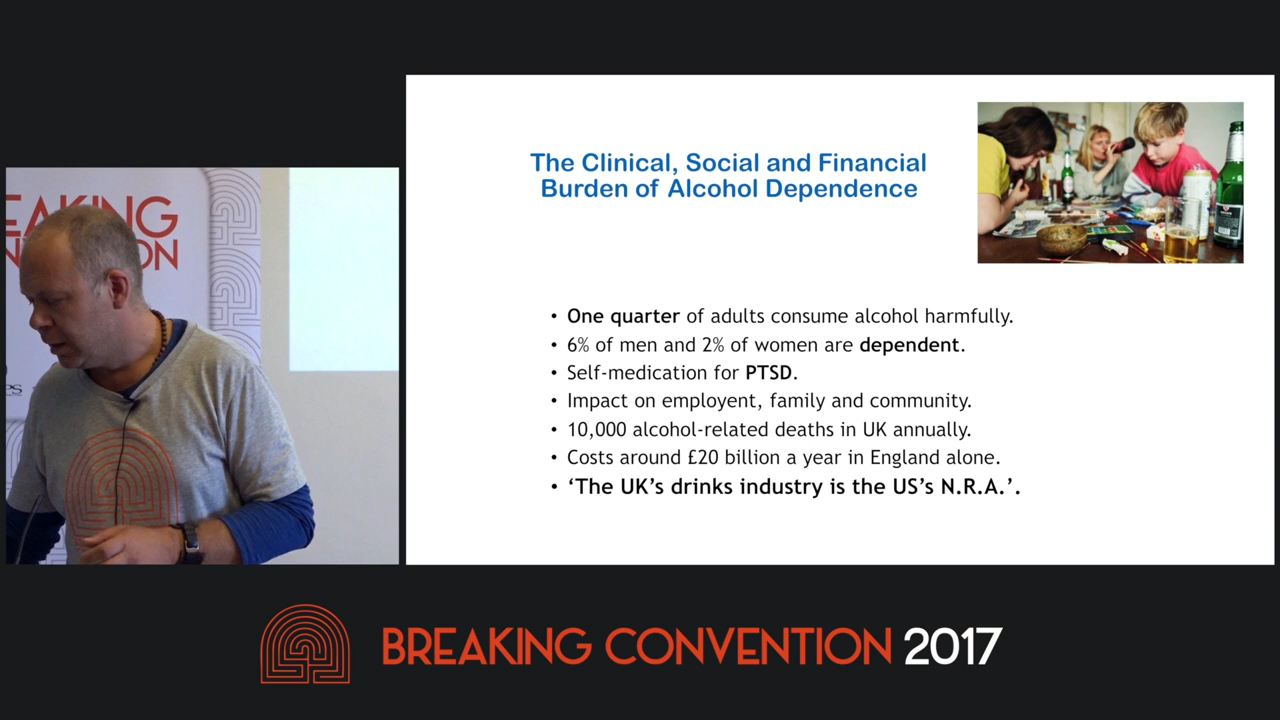 The Clinical, Social and Financial
Burden of Alcohol Dependence
• One quarter of adults consume alcohol harmfully.
• 6% of men and 2% of women are dependent.
• Self-medication for PTSD.
• Impact on employent, family and community.
• 10,000 alcohol-related deaths in UK annually.
• Costs around £20 billion a year in England alone.
• ‘The UK’s drinks industry is the US’s N.R.A.’.
BREAKING CONVENTION 2017